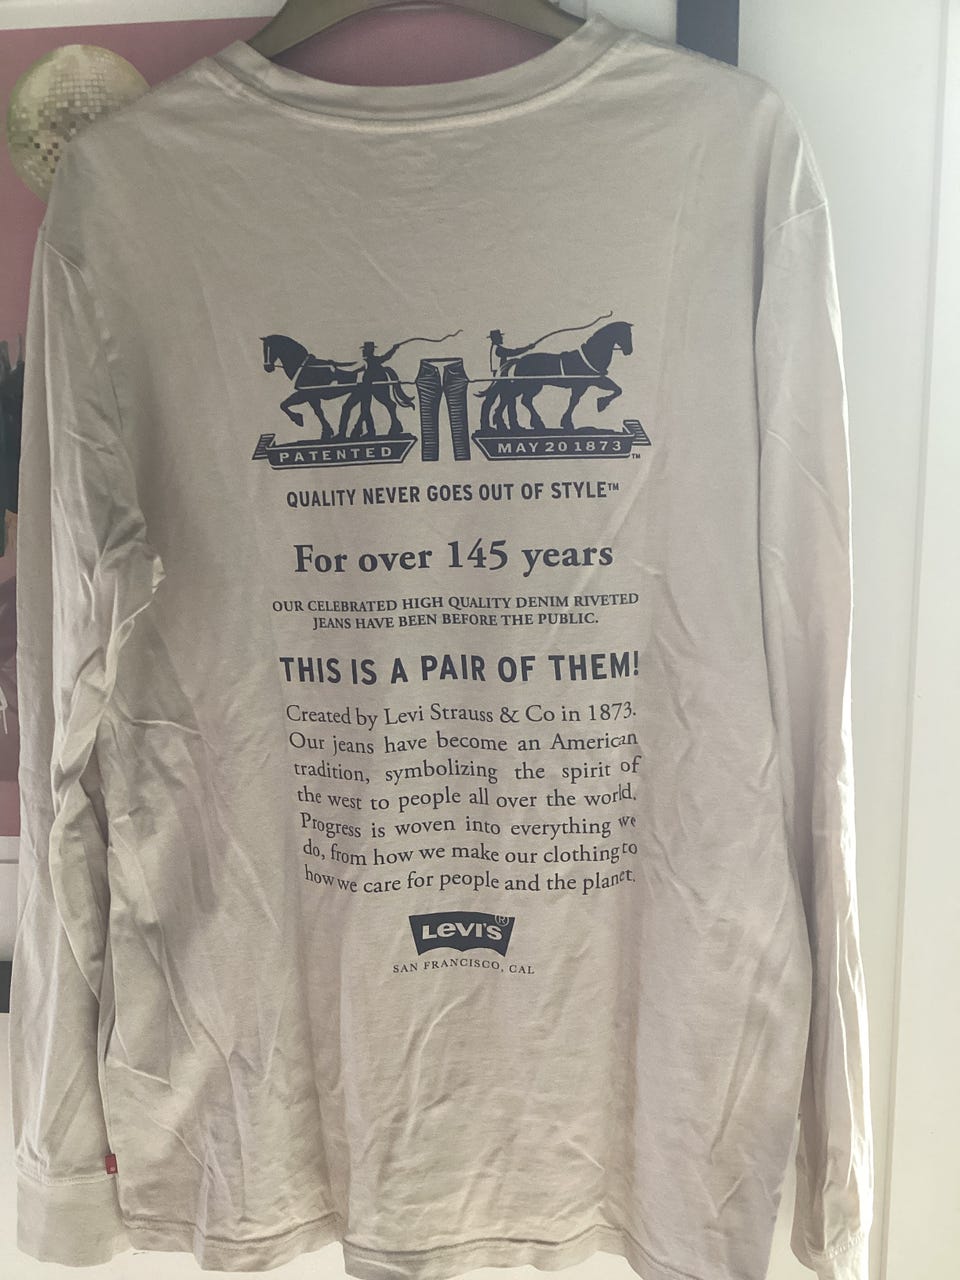 PATENTED MAY 20 1873 ™
QUALITY NEVER GOES OUT OF STYLE™
For over 145 years
OUR CELEBRATED HIGH QUALITY DENIM RIVETED
JEANS HAVE BEEN BEFORE THE PUBLIC.
THIS IS A PAIR OF THEM!
Created by Levi Strauss & Co in 1873.
Our jeans have become an American
tradition, symbolizing the spirit of
the west to people all over the world.
Progress is woven into everything we
do, from how we make our clothing to
how we care for people and the planet.
LEVI'S®
SAN FRANCISCO, CAL